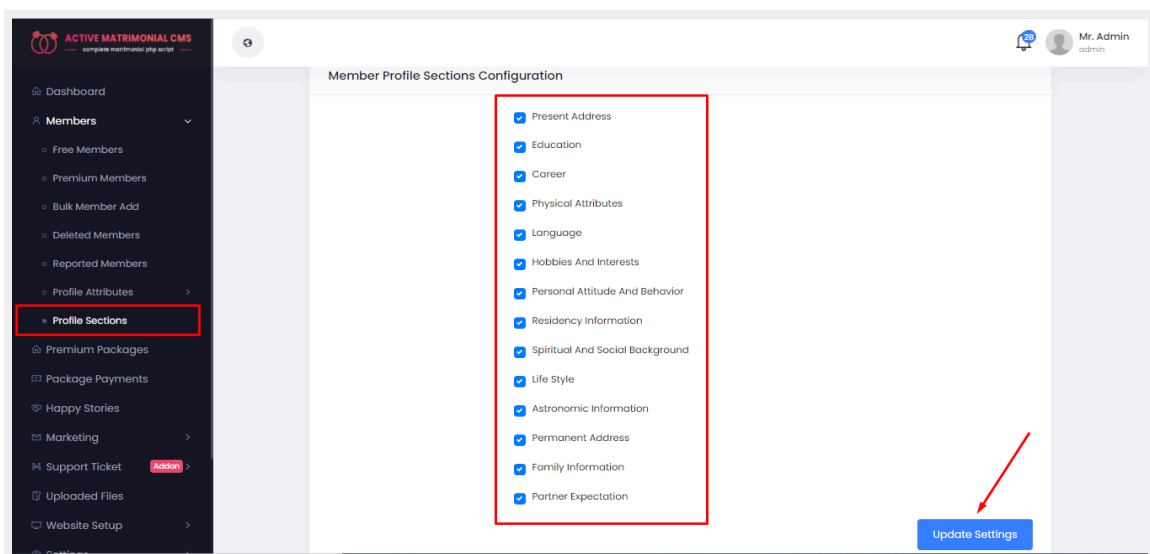 ACTIVE MATRIMONIAL CMS
complete matrimonial php script
28
Mr. Admin
admin
Dashboard
Members
Free Members
Premium Members
Bulk Member Add
Deleted Members
Reported Members
Profile Attributes
Profile Sections
Premium Packages
Package Payments
Happy Stories
Marketing
Support Ticket Addon
Uploaded Files
Website Setup
Settings
Member Profile Sections Configuration
Present Address
Education
Career
Physical Attributes
Language
Hobbies And Interests
Personal Attitude And Behavior
Residency Information
Spiritual And Social Background
Life Style
Astronomic Information
Permanent Address
Family Information
Partner Expectation
Update Settings